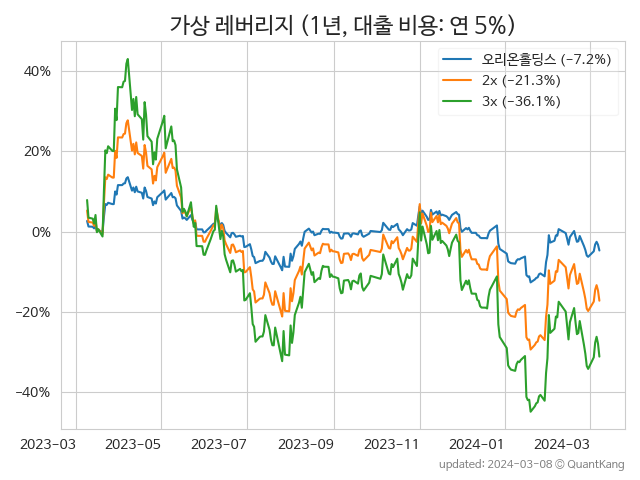 가상 레버리지 (1년, 대출 비용: 연 5%)
오리온홀딩스 (−7.2%)
2x (−21.3%)
3x (−36.1%)
40%
20%
0%
−20%
−40%
2023-03 2023-05 2023-07 2023-09 2023-11 2024-01 2024-03
updated: 2024-03-08 © QuantKang